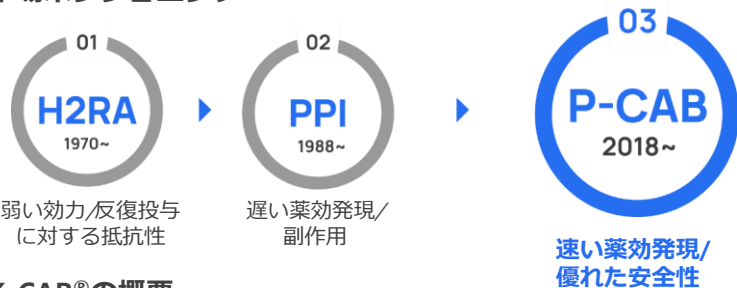 01
H2RA
1970~
弱い効力/反復投与
に対する抵抗性
02
PPI
1988~
遅い薬効発現/
副作用
03
P-CAB
2018~
速い薬効発現/
優れた安全性
CAB®の概要